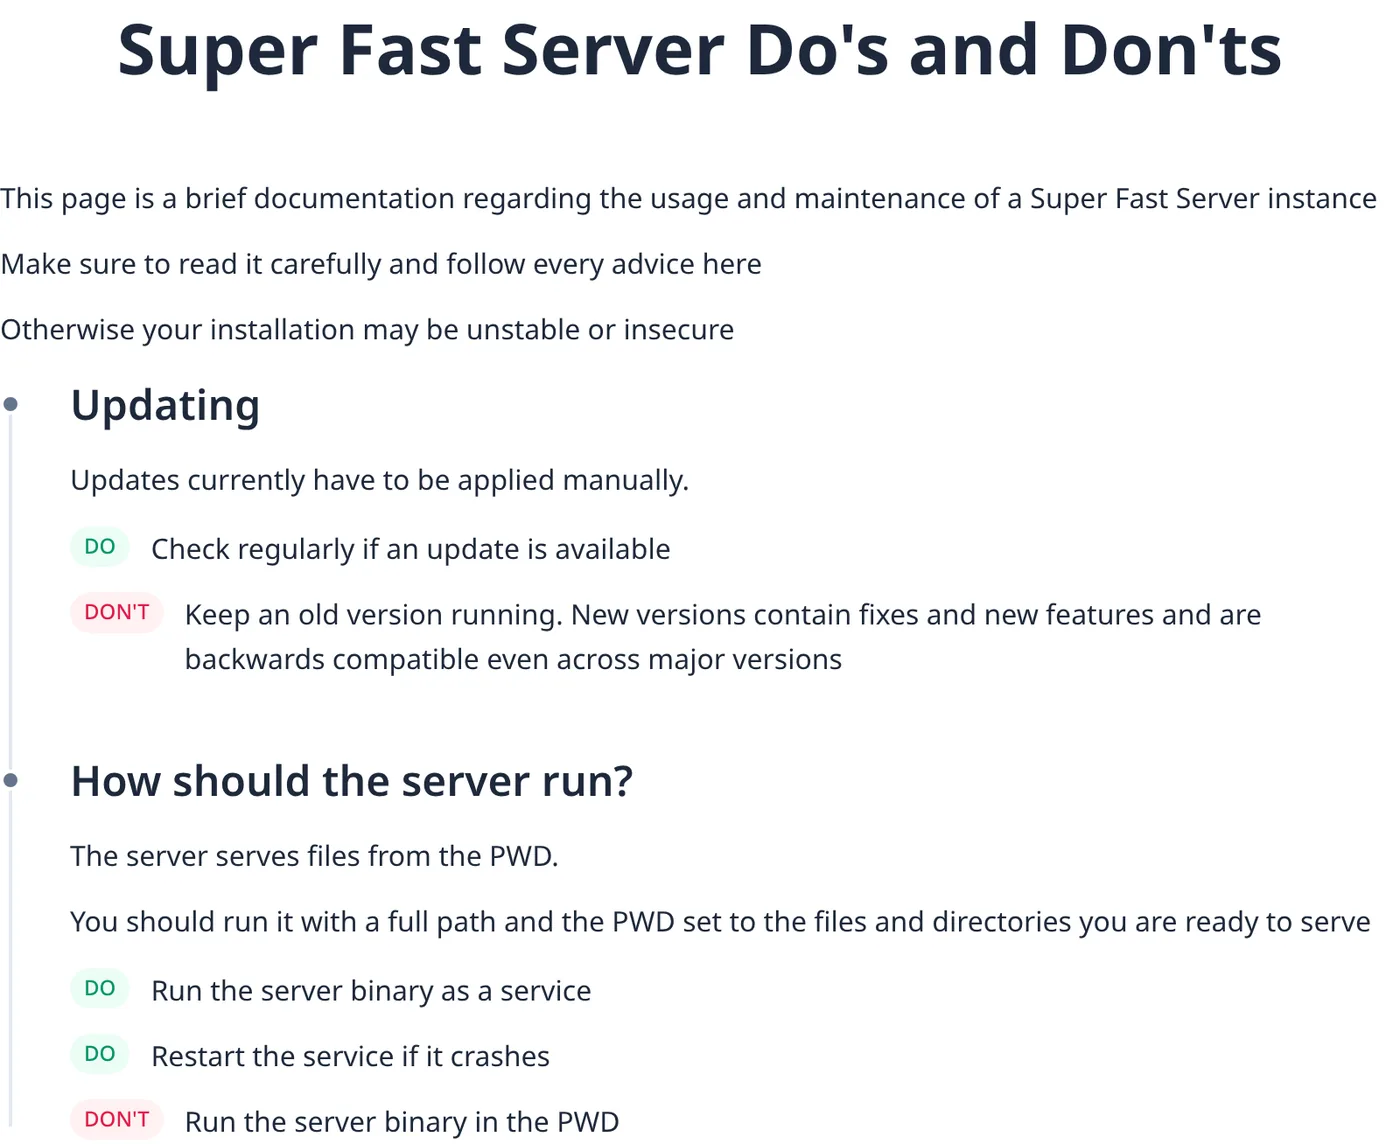 Super Fast Server Do's and Don'ts
This page is a brief documentation regarding the usage and maintenance of a Super Fast Server instance
Make sure to read it carefully and follow every advice here
Otherwise your installation may be unstable or insecure
Updating
Updates currently have to be applied manually.
DO Check regularly if an update is available
DON'T Keep an old version running. New versions contain fixes and new features and are
backwards compatible even across major versions
How should the server run?
The server serves files from the PWD.
You should run it with a full path and the PWD set to the files and directories you are ready to serve
DO Run the server binary as a service
DO Restart the service if it crashes
DON'T Run the server binary in the PWD